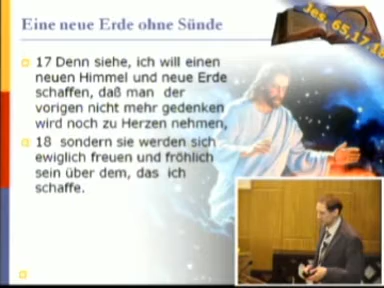 Eine neue Erde ohne Sünde
Jes. 65,17.18
17 Denn siehe, ich will einen
neuen Himmel und neue Erde
schaffen, daß man der
vorigen nicht mehr gedenken
wird noch zu Herzen nehmen,
18 sondern sie werden sich
ewiglich freuen und fröhlich
sein über dem, das ich
schaffe.